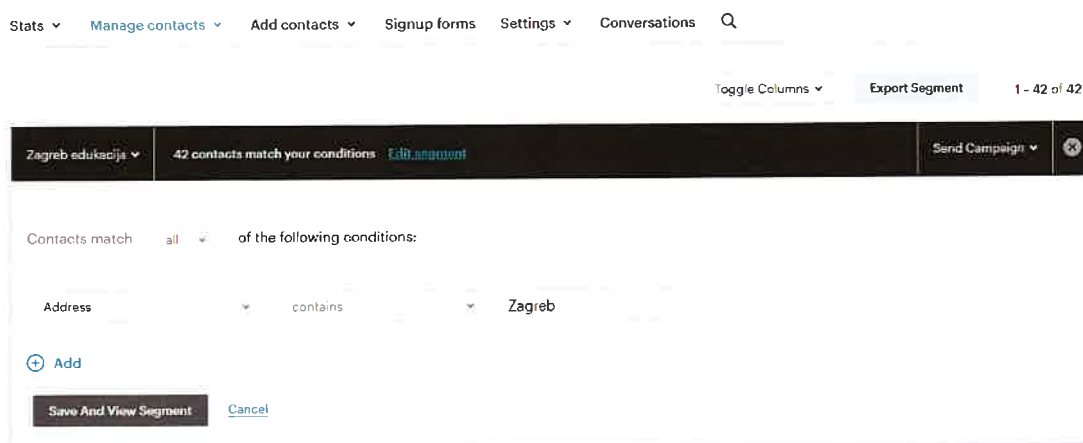 Stats Manage contacts Add contacts Signup forms Settings Conversations
Toggle Columns Export Segment 1 - 42 of 42
Zagreb edukacija 42 contacts match your conditions Edit segment Send Campaign
Contacts match all of the following conditions:
Address contains Zagreb
Add
Save And View Segment Cancel